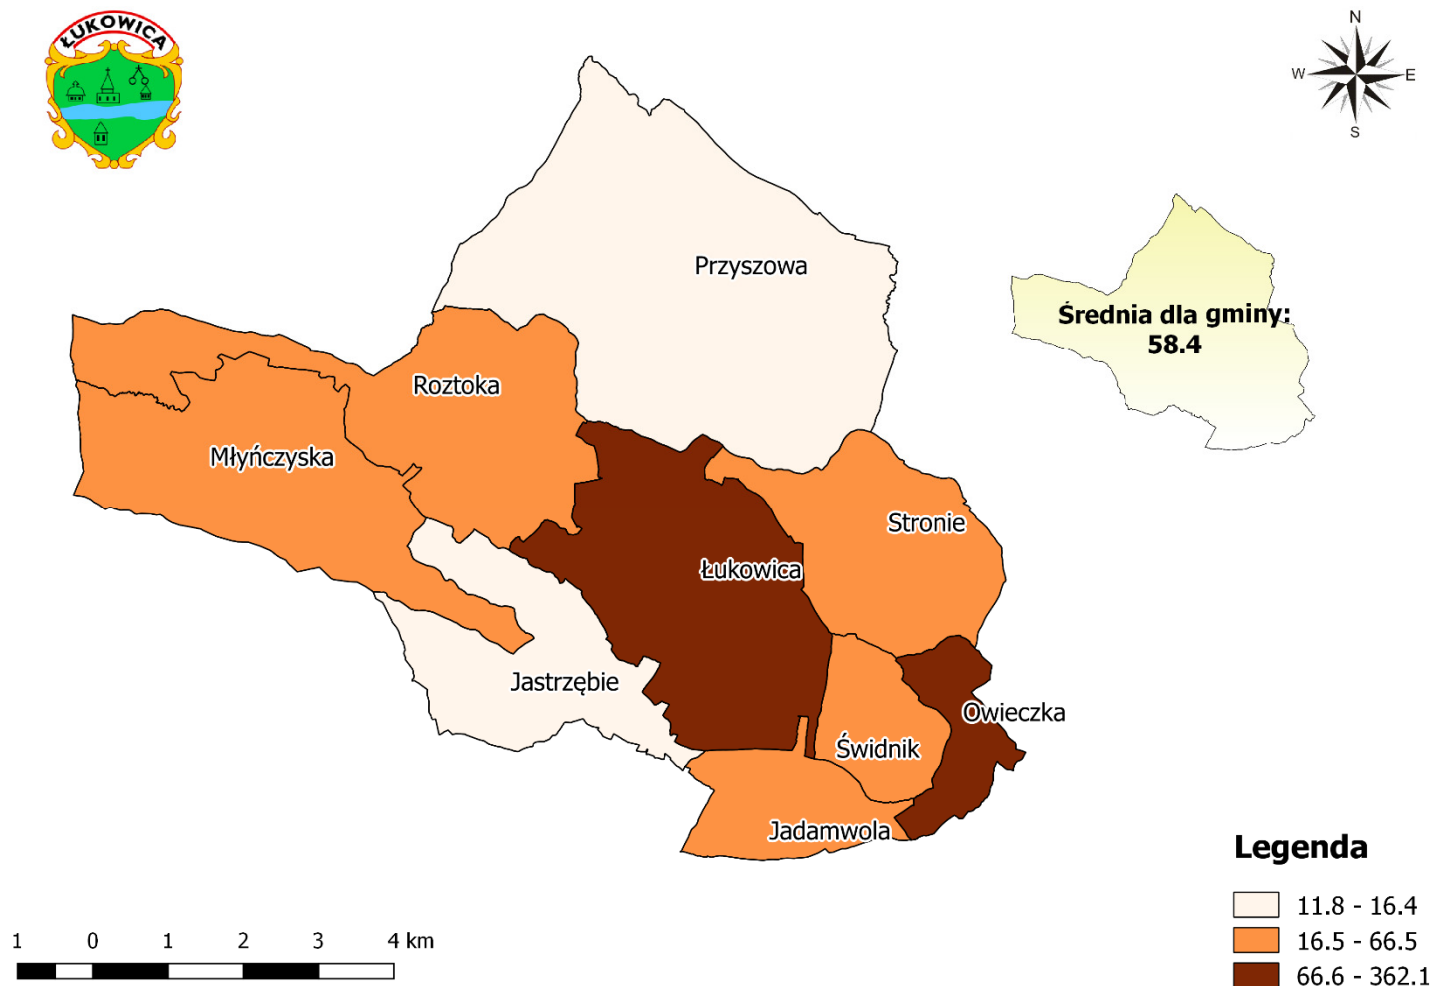 ŁUKOWICA
N
W
E
S
Przyszowa
Średnia dla gminy:
58.4
Roztoka
Młyńczyska
Stronie
Łukowica
Jastrzębie
Owieczka
Świdnik
Jadamwola
Legenda
11.8 - 16.4
16.5 - 66.5
66.6 - 362.1
1 0 1 2 3 4 km